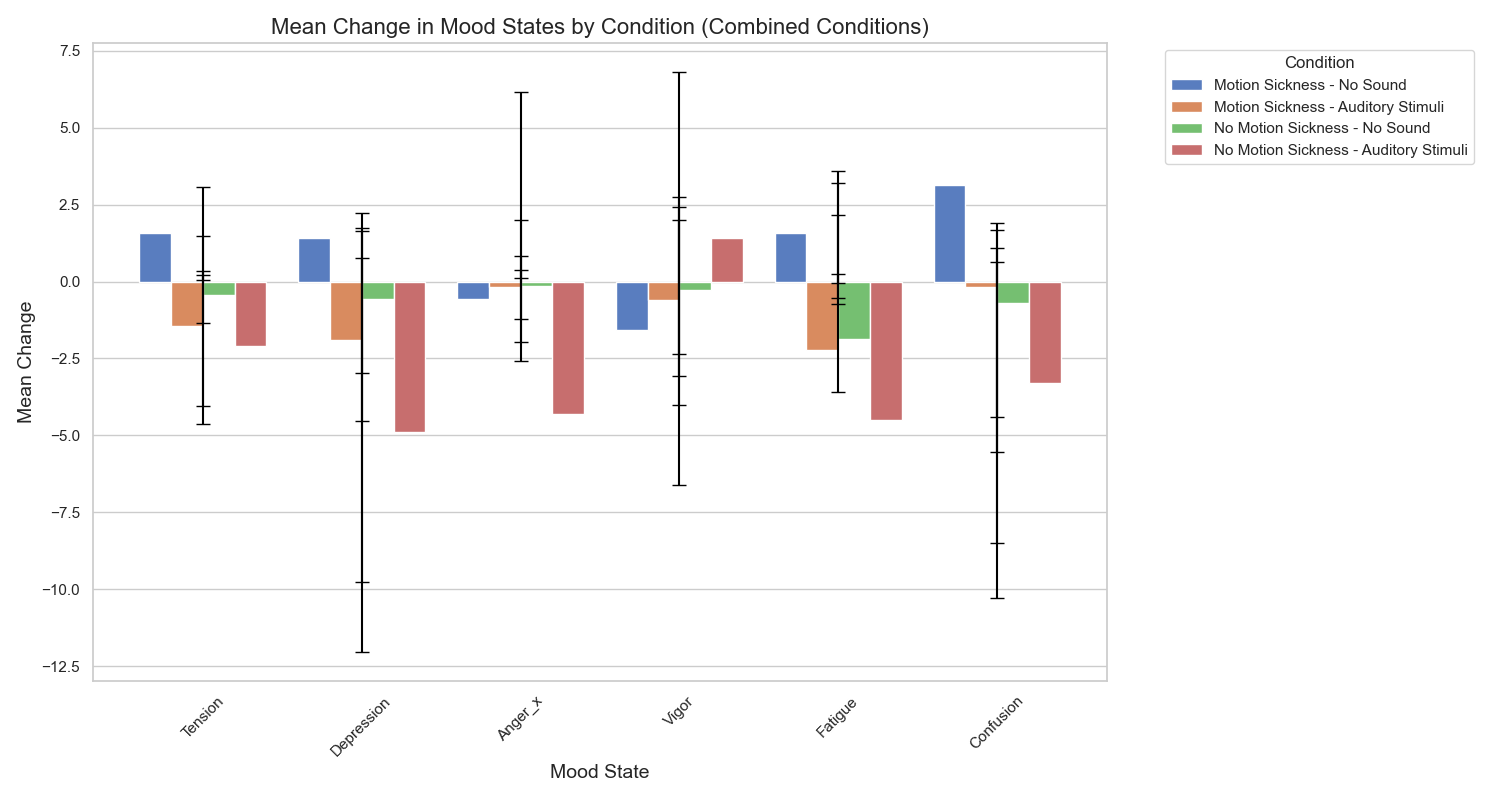 Mean Change in Mood States by Condition (Combined Conditions)
Condition
Motion Sickness - No Sound
Motion Sickness - Auditory Stimuli
No Motion Sickness - No Sound
No Motion Sickness - Auditory Stimuli
Mean Change
7.5
5.0
2.5
0.0
−2.5
−5.0
−7.5
−10.0
−12.5
Tension
Depression
Anger_x
Vigor
Fatigue
Confusion
Mood State